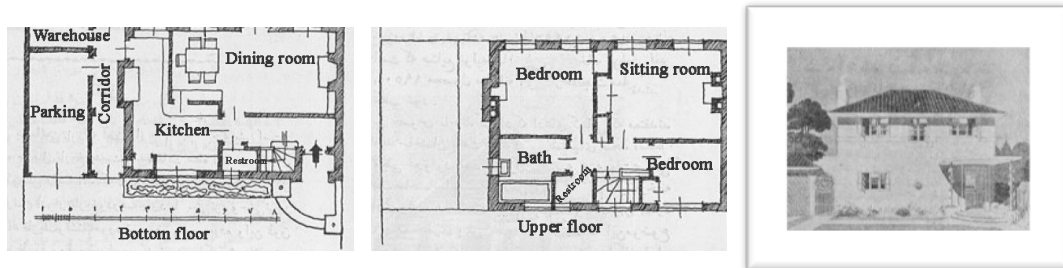 Warehouse
Dining room
Corridor
Parking
Kitchen
Restroom
Bottom floor
Bedroom
Sitting room
Bath
Restroom
Bedroom
Upper floor